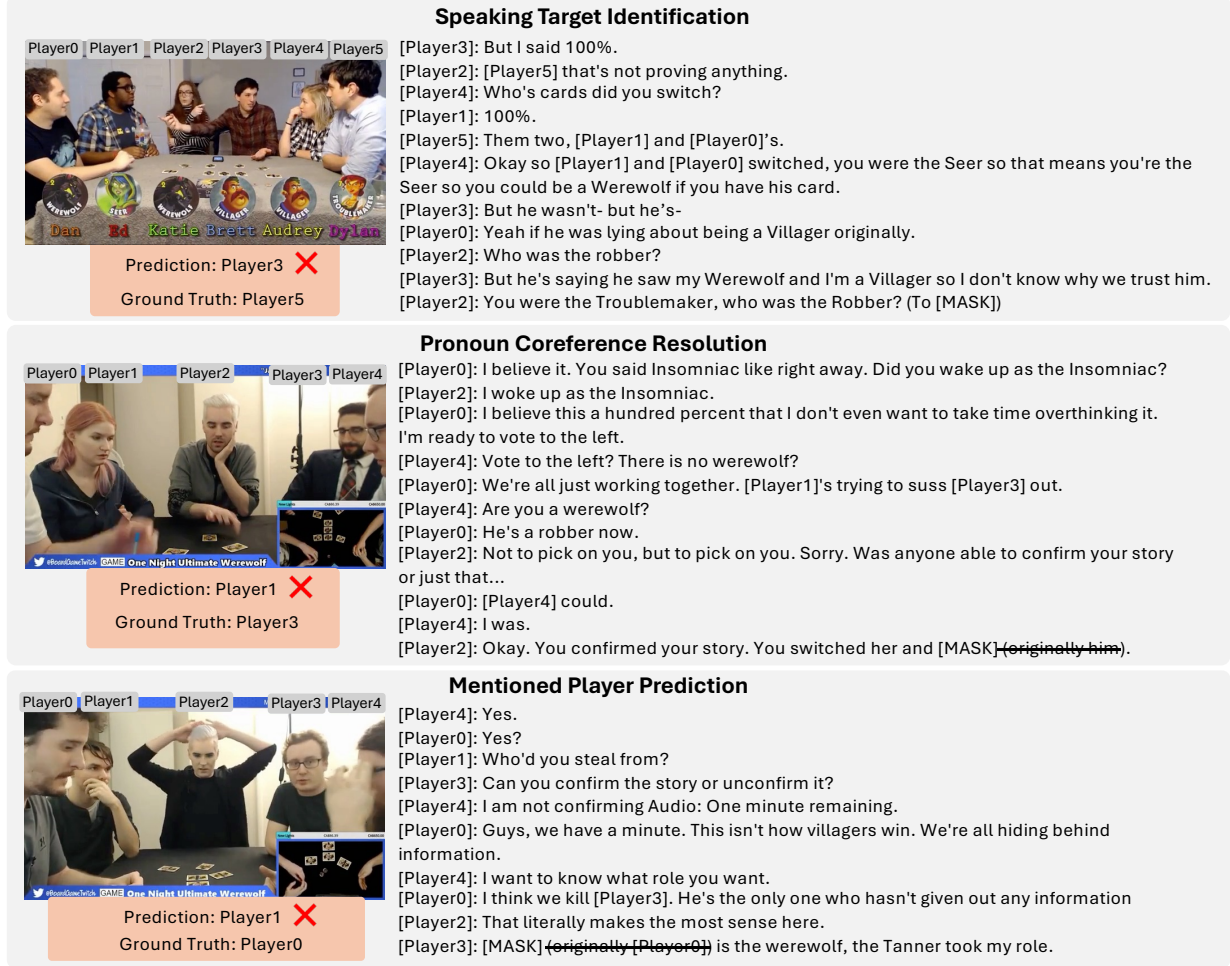 Speaking Target Identification
Player0 Player1 Player2 Player3 Player4 Player5
WEREWOLF SEER WEREWOLF VILLAGER VILLAGER TROUBLEMAKER
Dan Ed Katie Brett Audrey Dylan
Prediction: Player3
Ground Truth: Player5
[Player3]: But I said 100%.
[Player2]: [Player5] that's not proving anything.
[Player4]: Who's cards did you switch?
[Player1]: 100%.
[Player5]: Them two, [Player1] and [Player0]’s.
[Player4]: Okay so [Player1] and [Player0] switched, you were the Seer so that means you're the
Seer so you could be a Werewolf if you have his card.
[Player3]: But he wasn't- but he’s-
[Player0]: Yeah if he was lying about being a Villager originally.
[Player2]: Who was the robber?
[Player3]: But he's saying he saw my Werewolf and I'm a Villager so I don't know why we trust him.
[Player2]: You were the Troublemaker, who was the Robber? (To [MASK])
Pronoun Coreference Resolution
Player0 Player1 Player2 Player3 Player4
@BoardGameTwitch GAME One Night Ultimate Werewolf
Prediction: Player1
Ground Truth: Player3
[Player0]: I believe it. You said Insomniac like right away. Did you wake up as the Insomniac?
[Player2]: I woke up as the Insomniac.
[Player0]: I believe this a hundred percent that I don't even want to take time overthinking it.
I'm ready to vote to the left.
[Player4]: Vote to the left? There is no werewolf?
[Player0]: We're all just working together. [Player1]'s trying to suss [Player3] out.
[Player4]: Are you a werewolf?
[Player0]: He's a robber now.
[Player2]: Not to pick on you, but to pick on you. Sorry. Was anyone able to confirm your story
or just that...
[Player0]: [Player4] could.
[Player4]: I was.
[Player2]: Okay. You confirmed your story. You switched her and [MASK] (originally him).
Mentioned Player Prediction
Player0 Player1 Player2 Player3 Player4
@BoardGameTwitch GAME One Night Ultimate Werewolf
Prediction: Player1
Ground Truth: Player0
[Player4]: Yes.
[Player0]: Yes?
[Player1]: Who'd you steal from?
[Player3]: Can you confirm the story or unconfirm it?
[Player4]: I am not confirming Audio: One minute remaining.
[Player0]: Guys, we have a minute. This isn't how villagers win. We're all hiding behind
information.
[Player4]: I want to know what role you want.
[Player0]: I think we kill [Player3]. He's the only one who hasn't given out any information
[Player2]: That literally makes the most sense here.
[Player3]: [MASK] (originally [Player0]) is the werewolf, the Tanner took my role.